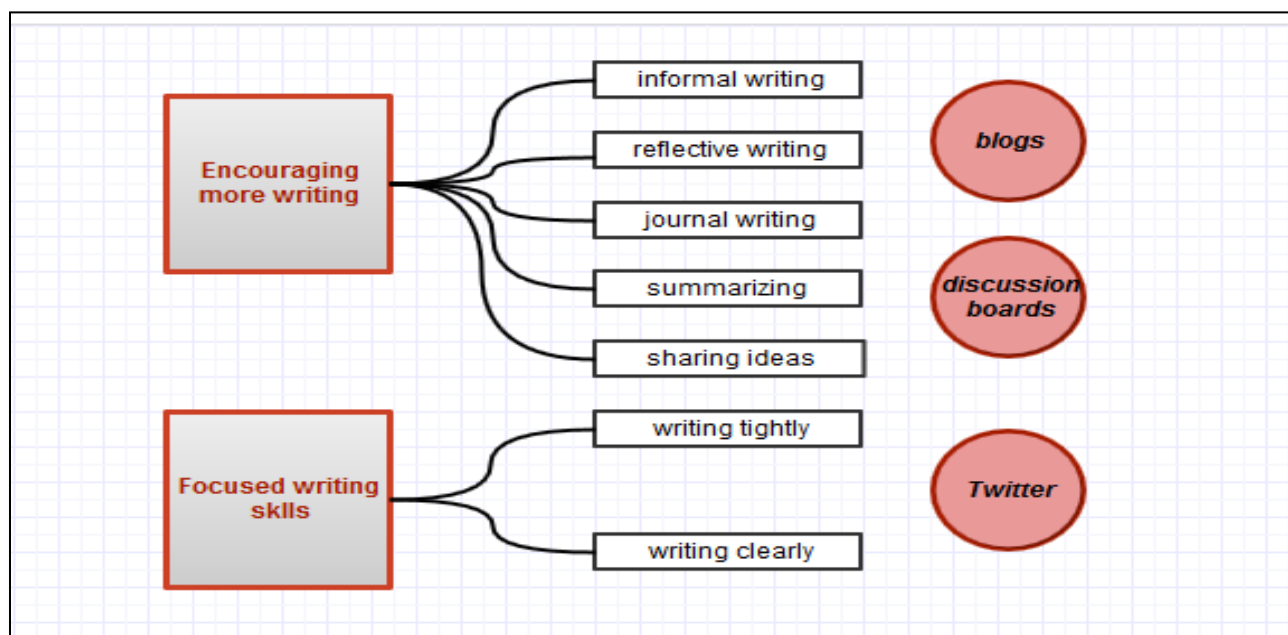 Encouraging
more writing
informal writing
reflective writing
journal writing
summarizing
sharing ideas
blogs
discussion
boards
Focused writing
sklls
writing tightly
writing clearly
Twitter